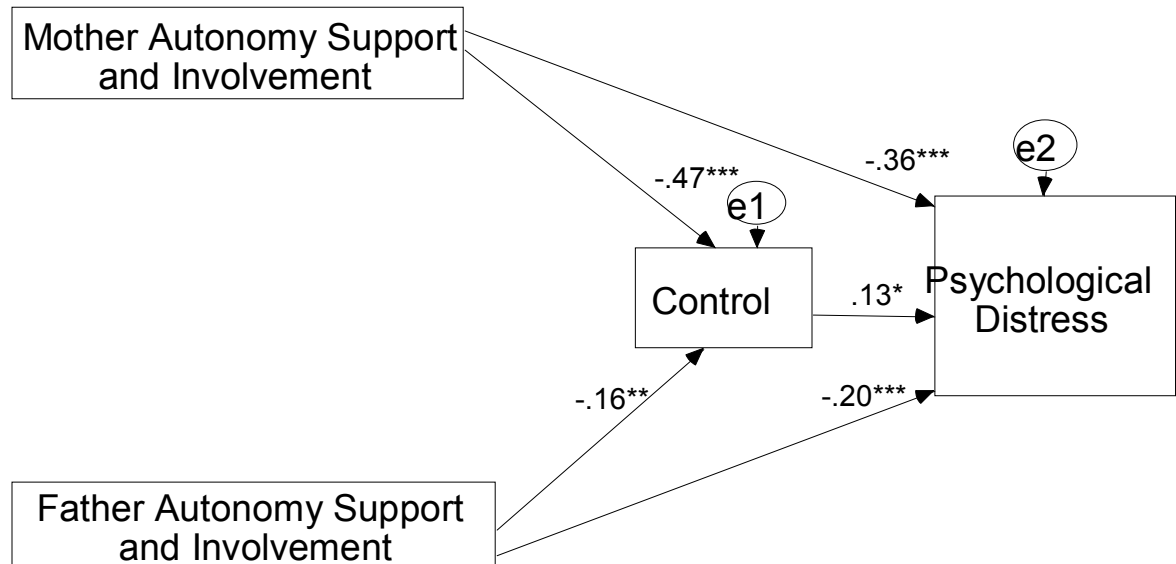 Mother Autonomy Support
and Involvement
-.36***
e2
-.47***
e1
Psychological
Distress
Control
.13*
-.16**
-.20***
Father Autonomy Support
and Involvement